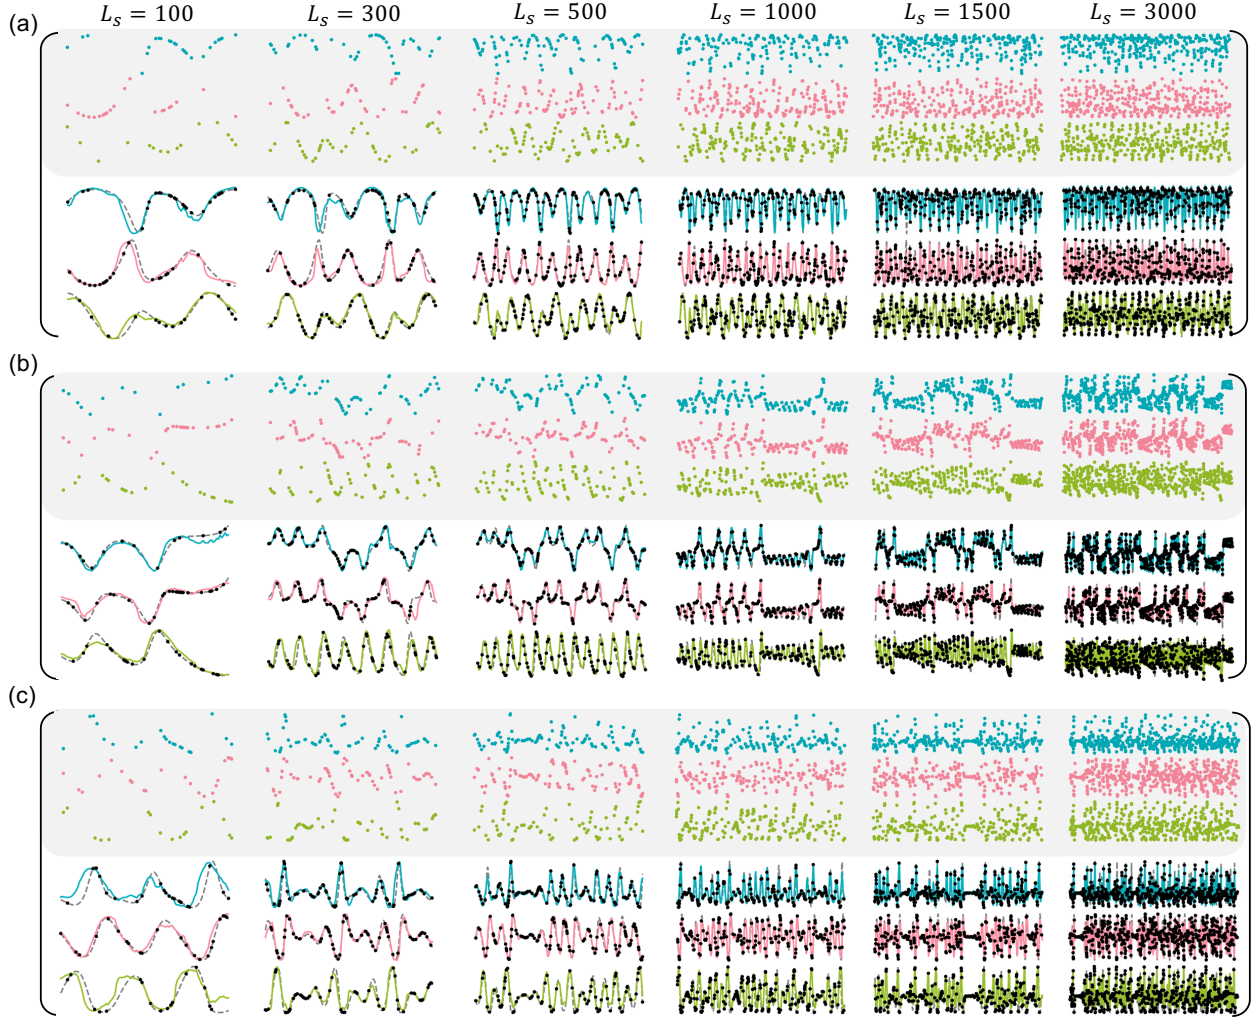 (a)
L_s = 100
L_s = 300
L_s = 500
L_s = 1000
L_s = 1500
L_s = 3000
(b)
(c)